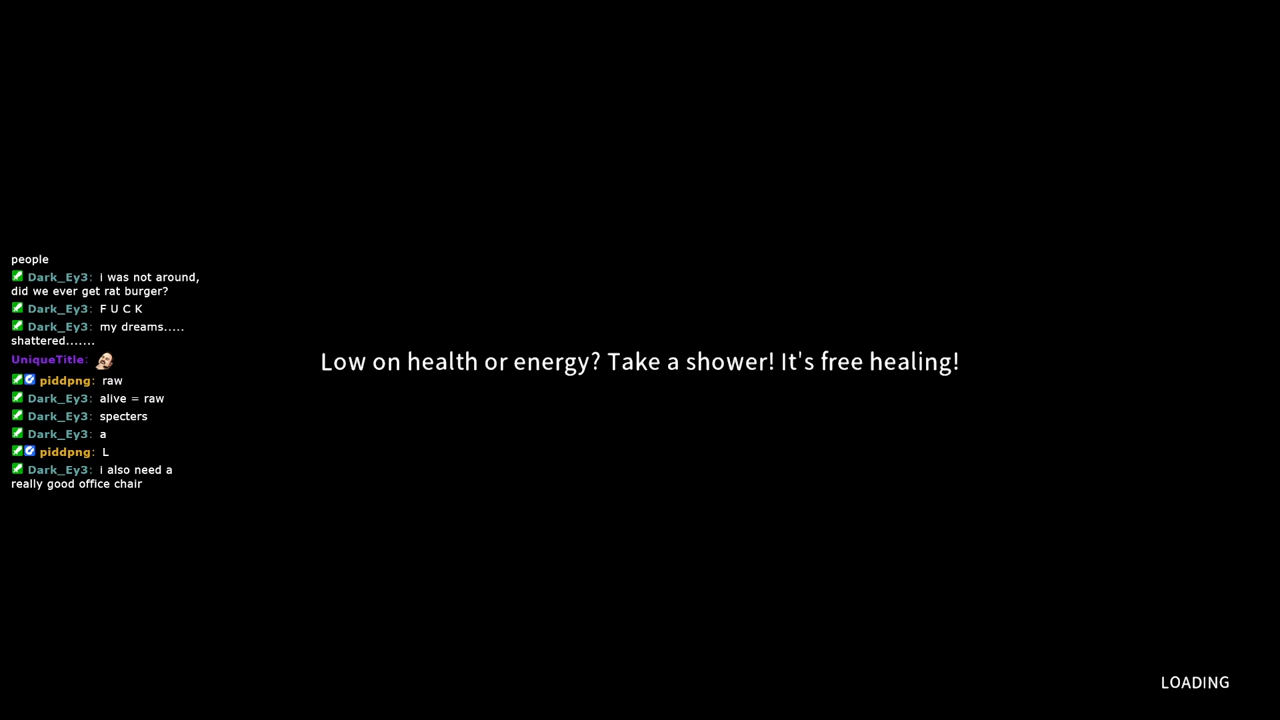 people
Dark_Ey3: i was not around,
did we ever get rat burger?
Dark_Ey3: F U C K
Dark_Ey3: my dreams.....
shattered.......
UniqueTitle:
piddpng: raw
Dark_Ey3: alive = raw
Dark_Ey3: specters
Dark_Ey3: a
piddpng: L
Dark_Ey3: i also need a
really good office chair
Low on health or energy? Take a shower! It's free healing!
LOADING